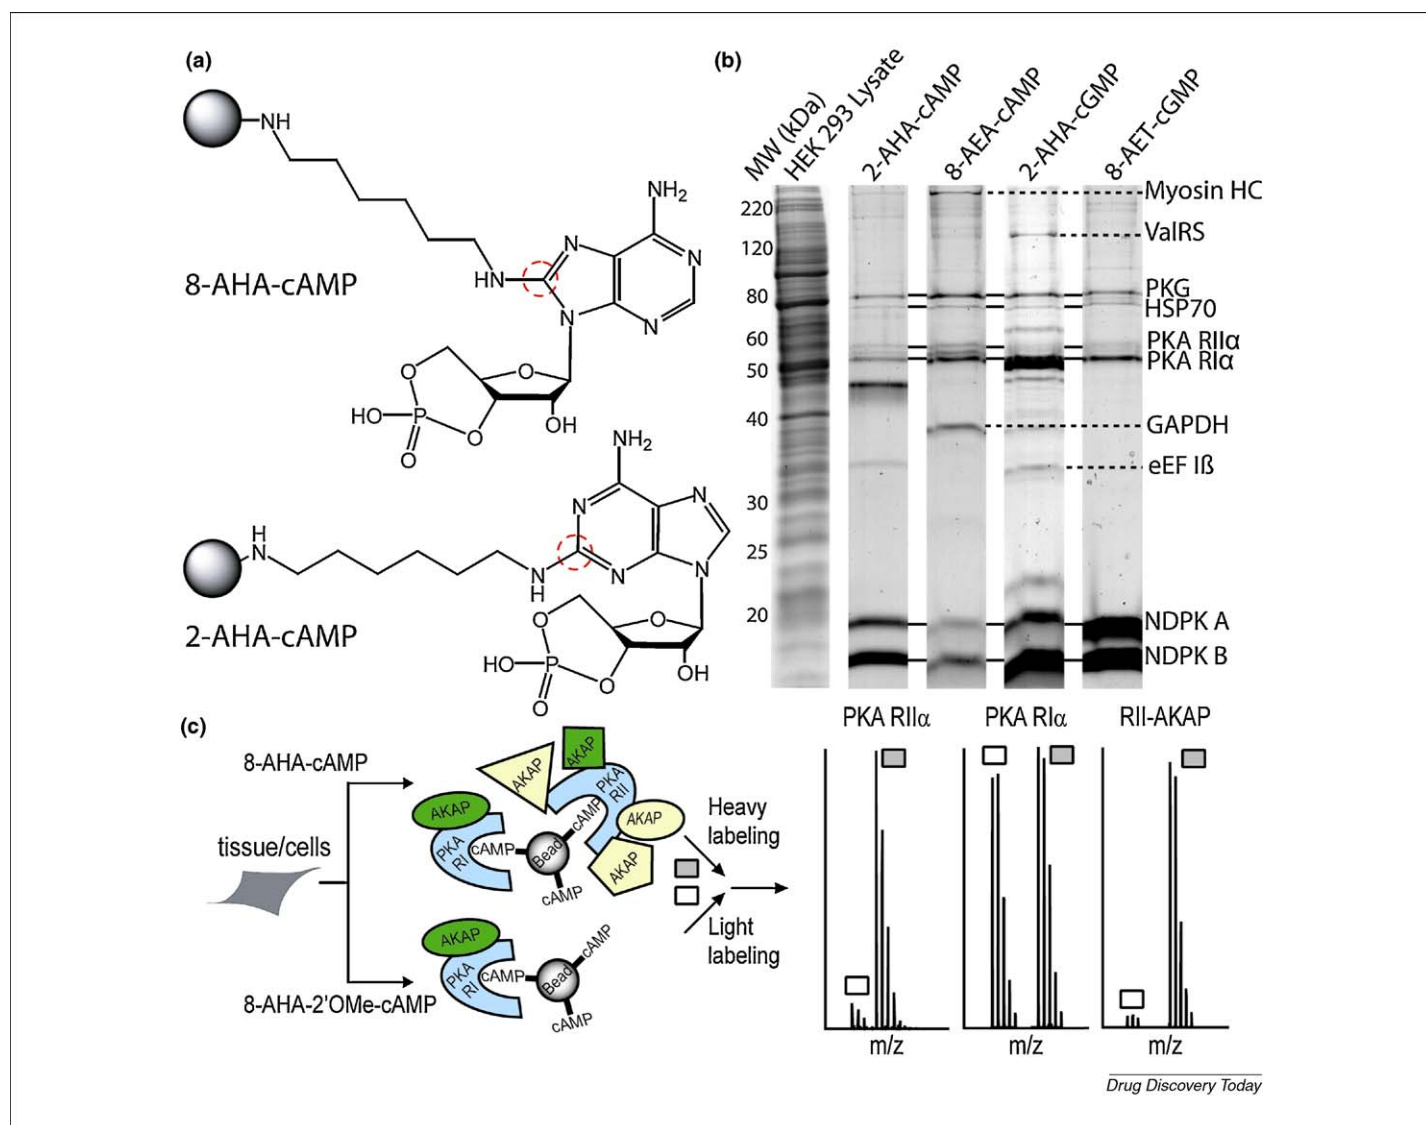 (a)
NH
NH₂
N
N
HN
N
N
8-AHA-cAMP
O
O
HO
P
O
O
OH
NH₂
N
N
H
N
N
H
N
N
2-AHA-cAMP
O
O
HO
P
O
O
OH
(b)
MW (kDa)
HEK 293 Lysate
2-AHA-cAMP
8-AEA-cAMP
2-AHA-cGMP
8-AET-cGMP
220
120
80
60
50
40
30
25
20
Myosin HC
ValRS
PKG
HSP70
PKA RIIα
PKA RIα
GAPDH
eEF Iß
NDPK A
NDPK B
(c)
8-AHA-cAMP
tissue/cells
8-AHA-2'OMe-cAMP
AKAP
AKAP
AKAP
PKA
RII
AKAP
AKAP
PKA
RI
cAMP
Bead
cAMP
cAMP
AKAP
PKA
RI
cAMP
Bead
cAMP
cAMP
Heavy
labeling
Light
labeling
PKA RIIα
PKA RIα
RII-AKAP
m/z
m/z
m/z
Drug Discovery Today